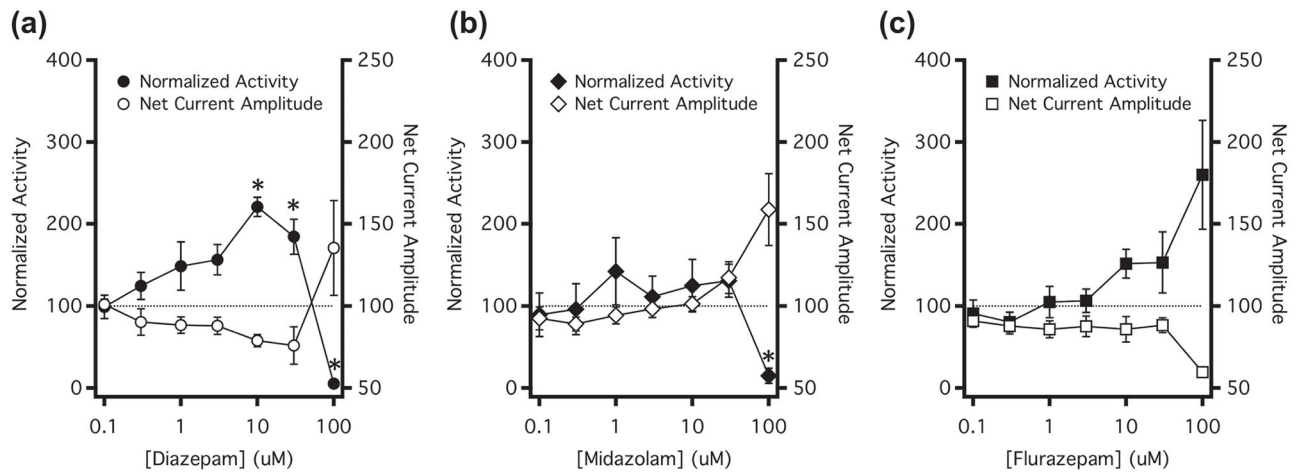 (a)
400
300
200
100
0
Normalized Activity
Normalized Activity
Net Current Amplitude
*
*
*
250
200
150
100
50
Net Current Amplitude
0.1
1
10
100
[Diazepam] (uM)
(b)
400
300
200
100
0
Normalized Activity
Normalized Activity
Net Current Amplitude
*
250
200
150
100
50
Net Current Amplitude
0.1
1
10
100
[Midazolam] (uM)
(c)
400
300
200
100
0
Normalized Activity
Normalized Activity
Net Current Amplitude
250
200
150
100
50
Net Current Amplitude
0.1
1
10
100
[Flurazepam] (uM)